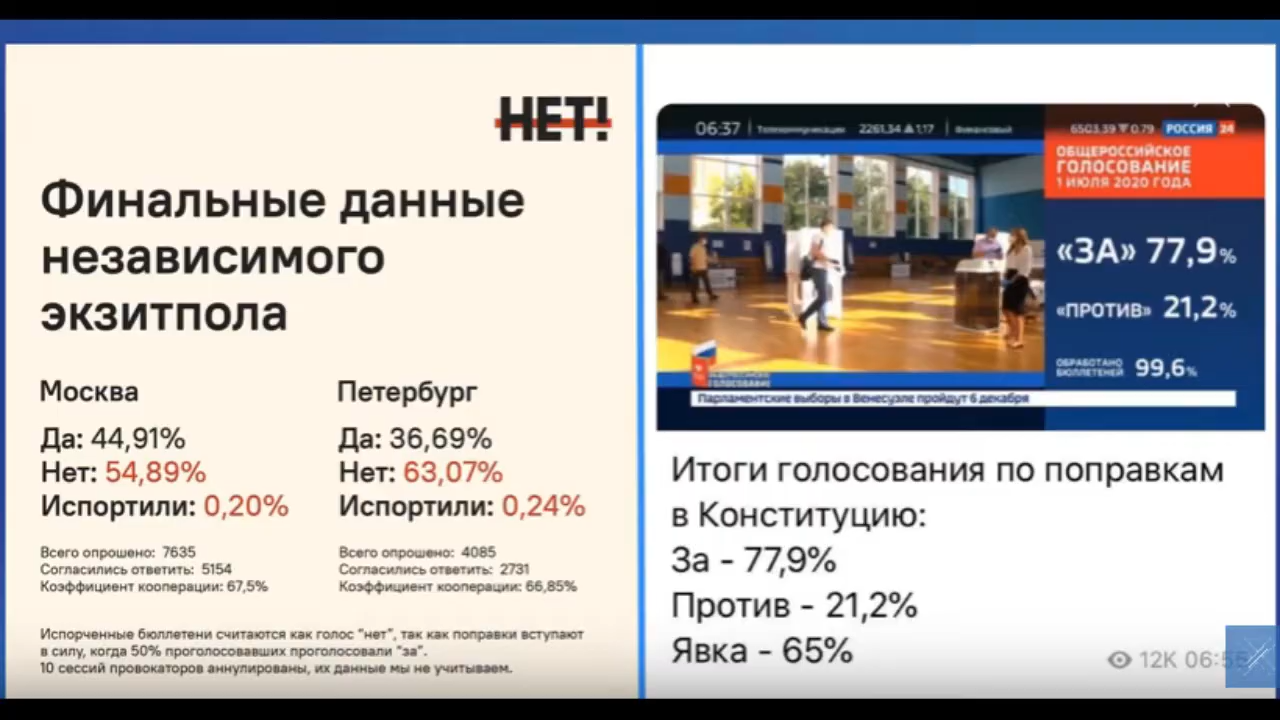 НЕТ!
Финальные данные
независимого
экзитпола
Москва
Да: 44,91%
Нет: 54,89%
Испортили: 0,20%
Всего опрошено: 7635
Согласились ответить: 5154
Коэффициент кооперации: 67,5%
Петербург
Да: 36,69%
Нет: 63,07%
Испортили: 0,24%
Всего опрошено: 4085
Согласились ответить: 2731
Коэффициент кооперации: 66,85%
Испорченные бюллетени считаются как голос "нет", так как поправки вступают
в силу, когда 50% проголосовавших проголосовали "за".
10 сессий провокаторов аннулированы, их данные мы не учитываем.
06:37 Телекоммуникации 2261,34 ▲ 1,17 Финансовый 6503,39 ▼ 0,79 РОССИЯ 24
ОБЩЕРОССИЙСКОЕ
ГОЛОСОВАНИЕ
1 ИЮЛЯ 2020 ГОДА
«ЗА» 77,9%
«ПРОТИВ» 21,2%
ОБРАБОТАНО
БЮЛЛЕТЕНЕЙ 99,6%
ОБЩЕРОССИЙСКОЕ
ГОЛОСОВАНИЕ
Парламентские выборы в Венесуэле пройдут 6 декабря
Итоги голосования по поправкам
в Конституцию:
За - 77,9%
Против - 21,2%
Явка - 65%
12K 06:56